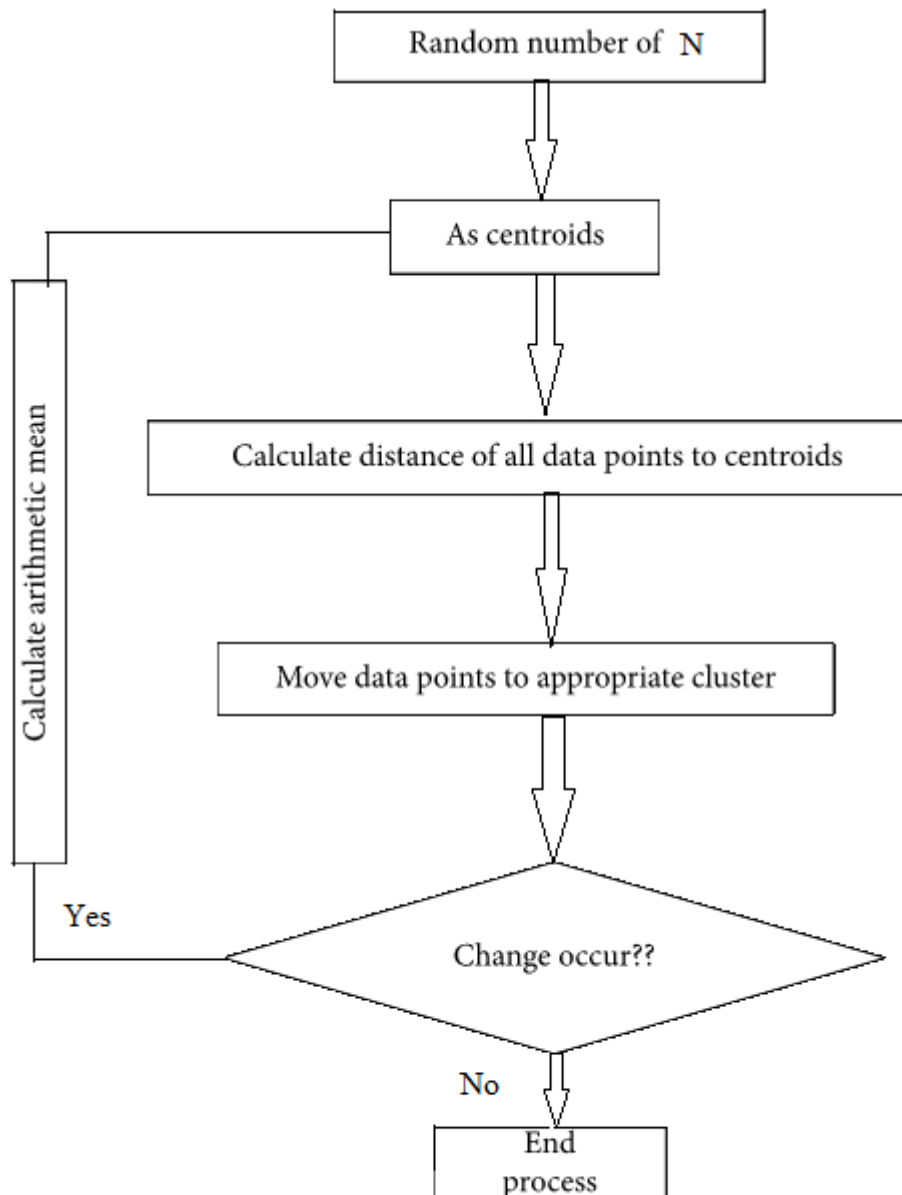 Random number of N
As centroids
Calculate distance of all data points to centroids
Calculate arithmetic mean
Move data points to appropriate cluster
Yes
Change occur??
No
End
process